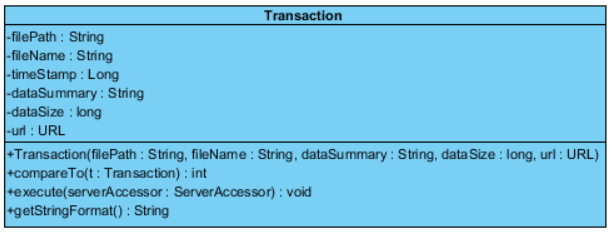 Transaction
-filePath : String
-fileName : String
-timeStamp : Long
-dataSummary : String
-dataSize : long
-url : URL
+Transaction(filePath : String, fileName : String, dataSummary : String, dataSize : long, url : URL)
+compareTo(t : Transaction) : int
+execute(serverAccessor : ServerAccessor) : void
+getStringFormat() : String